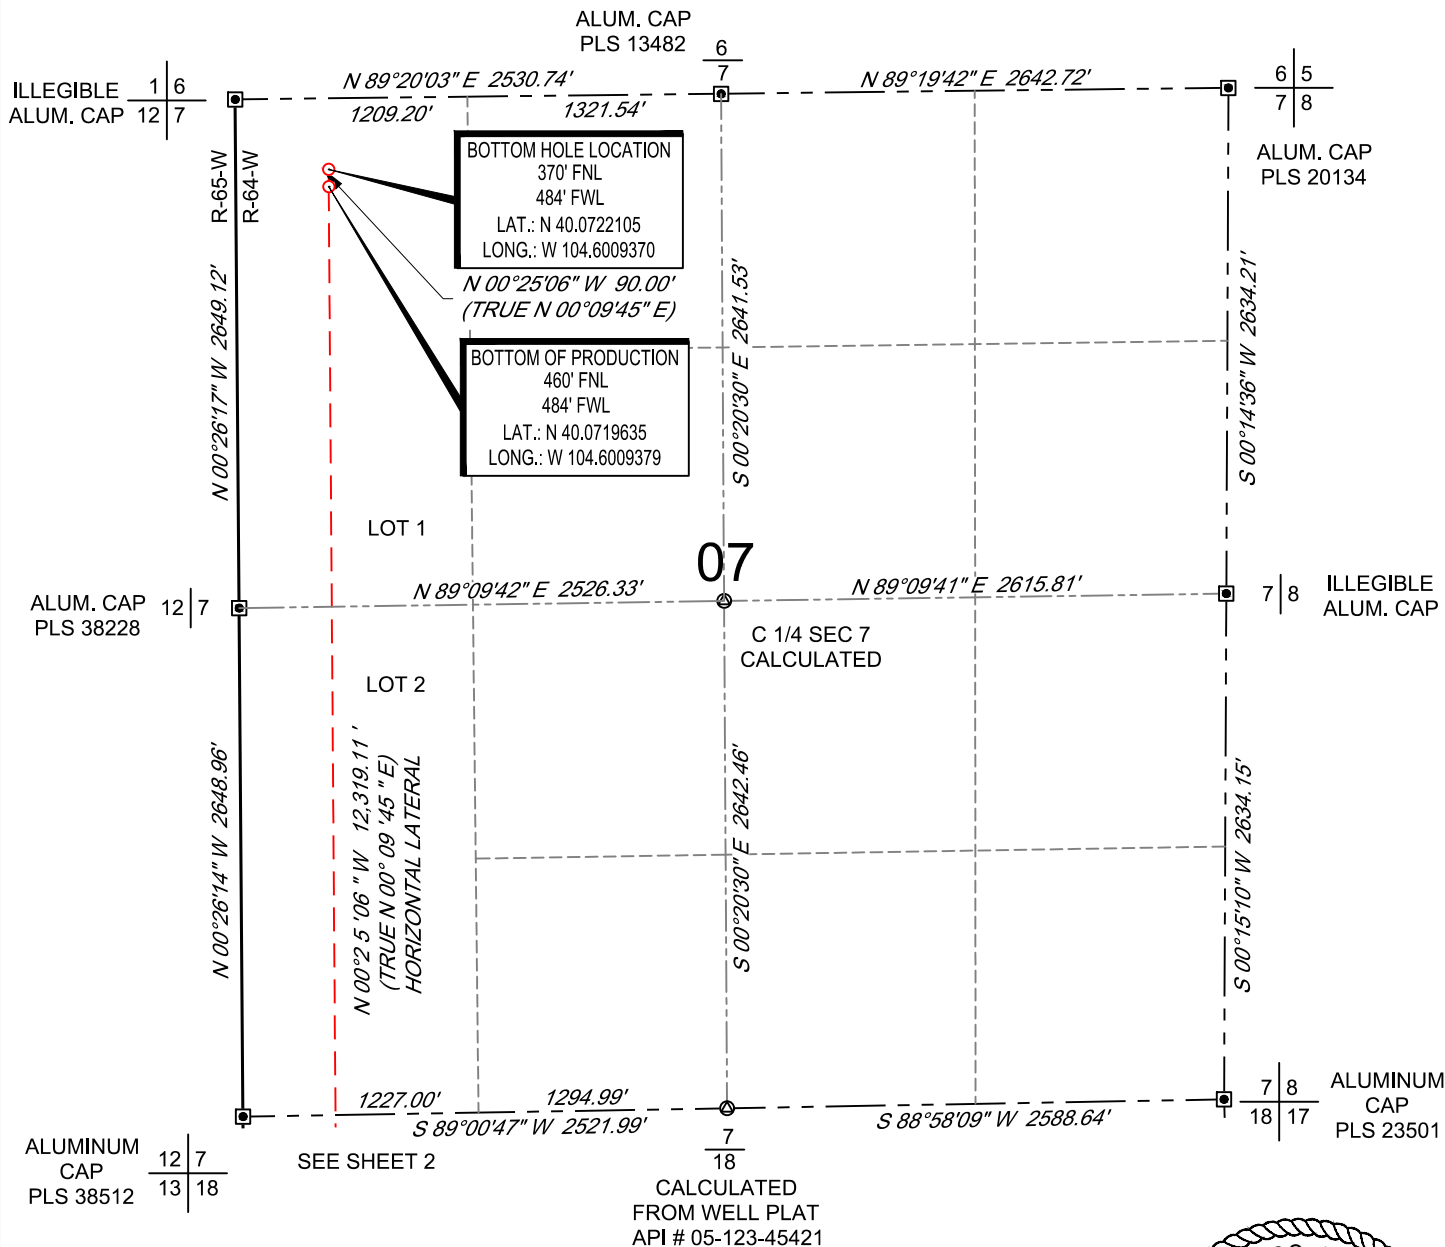 ALUM. CAP
PLS 13482
6
7
ILLEGIBLE
ALUM. CAP
1 6
12 7
N 89°20'03" E 2530.74'
1209.20'
1321.54'
N 89°19'42" E 2642.72'
6 5
7 8
ALUM. CAP
PLS 20134
R-65-W
R-64-W
BOTTOM HOLE LOCATION
370' FNL
484' FWL
LAT.: N 40.0722105
LONG.: W 104.6009370
N 00°25'06" W 90.00'
(TRUE N 00°09'45" E)
BOTTOM OF PRODUCTION
460' FNL
484' FWL
LAT.: N 40.0719635
LONG.: W 104.6009379
N 00°26'17" W 2649.12'
S 00°20'30" E 2641.53'
S 00°14'36" W 2634.21'
LOT 1
07
ALUM. CAP
PLS 38228
12 7
N 89°09'42" E 2526.33'
N 89°09'41" E 2615.81'
7 8
ILLEGIBLE
ALUM. CAP
C 1/4 SEC 7
CALCULATED
LOT 2
N 00°26'14" W 2648.96'
N 00°2 5 '06 " W 12,319.11 '
(TRUE N 00° 09 '45 " E)
HORIZONTAL LATERAL
S 00°20'30" E 2642.46'
S 00°15'10" W 2634.15'
1227.00'
1294.99'
S 89°00'47" W 2521.99'
S 88°58'09" W 2588.64'
7 8
18 17
ALUMINUM
CAP
PLS 23501
ALUMINUM
CAP
PLS 38512
12 7
13 18
SEE SHEET 2
7
18
CALCULATED
FROM WELL PLAT
API # 05-123-45421